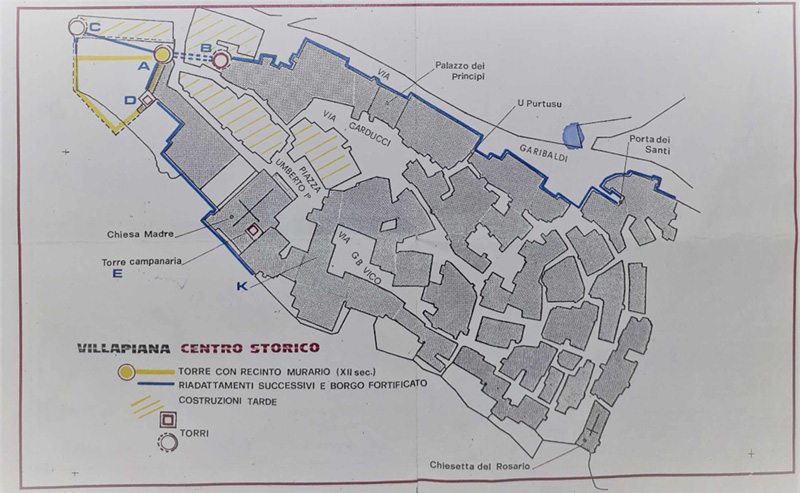 C
A
B
D
VIA
Palazzo dei
Principi
U Purtusu
VIA
CARDUCCI
GARIBALDI
Porta dei
Santi
PIAZZA
UMBERTO Iº
Chiesa Madre
Torre campanaria
E
K
VIA
G B VICO
VILLAPIANA CENTRO STORICO
TORRE CON RECINTO MURARIO (XII sec.)
RIADATTAMENTI SUCCESSIVI E BORGO FORTIFICATO
COSTRUZIONI TARDE
TORRI
Chiesetta del Rosario